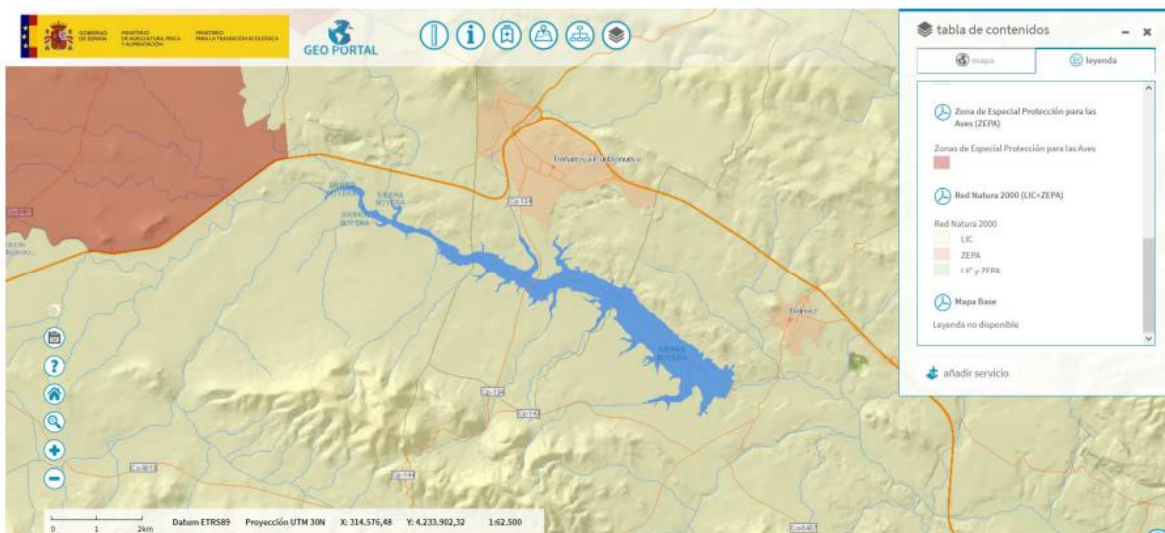 GOBIERNO
DE ESPAÑA
MINISTERIO
DE AGRICULTURA, PESCA
Y ALIMENTACIÓN
MINISTERIO
PARA LA TRANSICIÓN ECOLÓGICA
GEO PORTAL
tabla de contenidos
mapa
leyenda
Zona de Especial Protección para las
Aves (ZEPA)
Zonas de Especial Protección para las Aves
Red Natura 2000 (LIC+ZEPA)
Red Natura 2000
LIC
ZEPA
LIC y ZEPA
Mapa Base
Leyenda no disponible
añadir servicio
SIERRA
BOYERA
SIERRA
BOYERA
SIERRA
BOYERA
SIERRA
BOYERA
0 1 2km
Datum ETRS89 Proyección UTM 30N X: 314.576,48 Y: 4.233.902,32 1:62.500